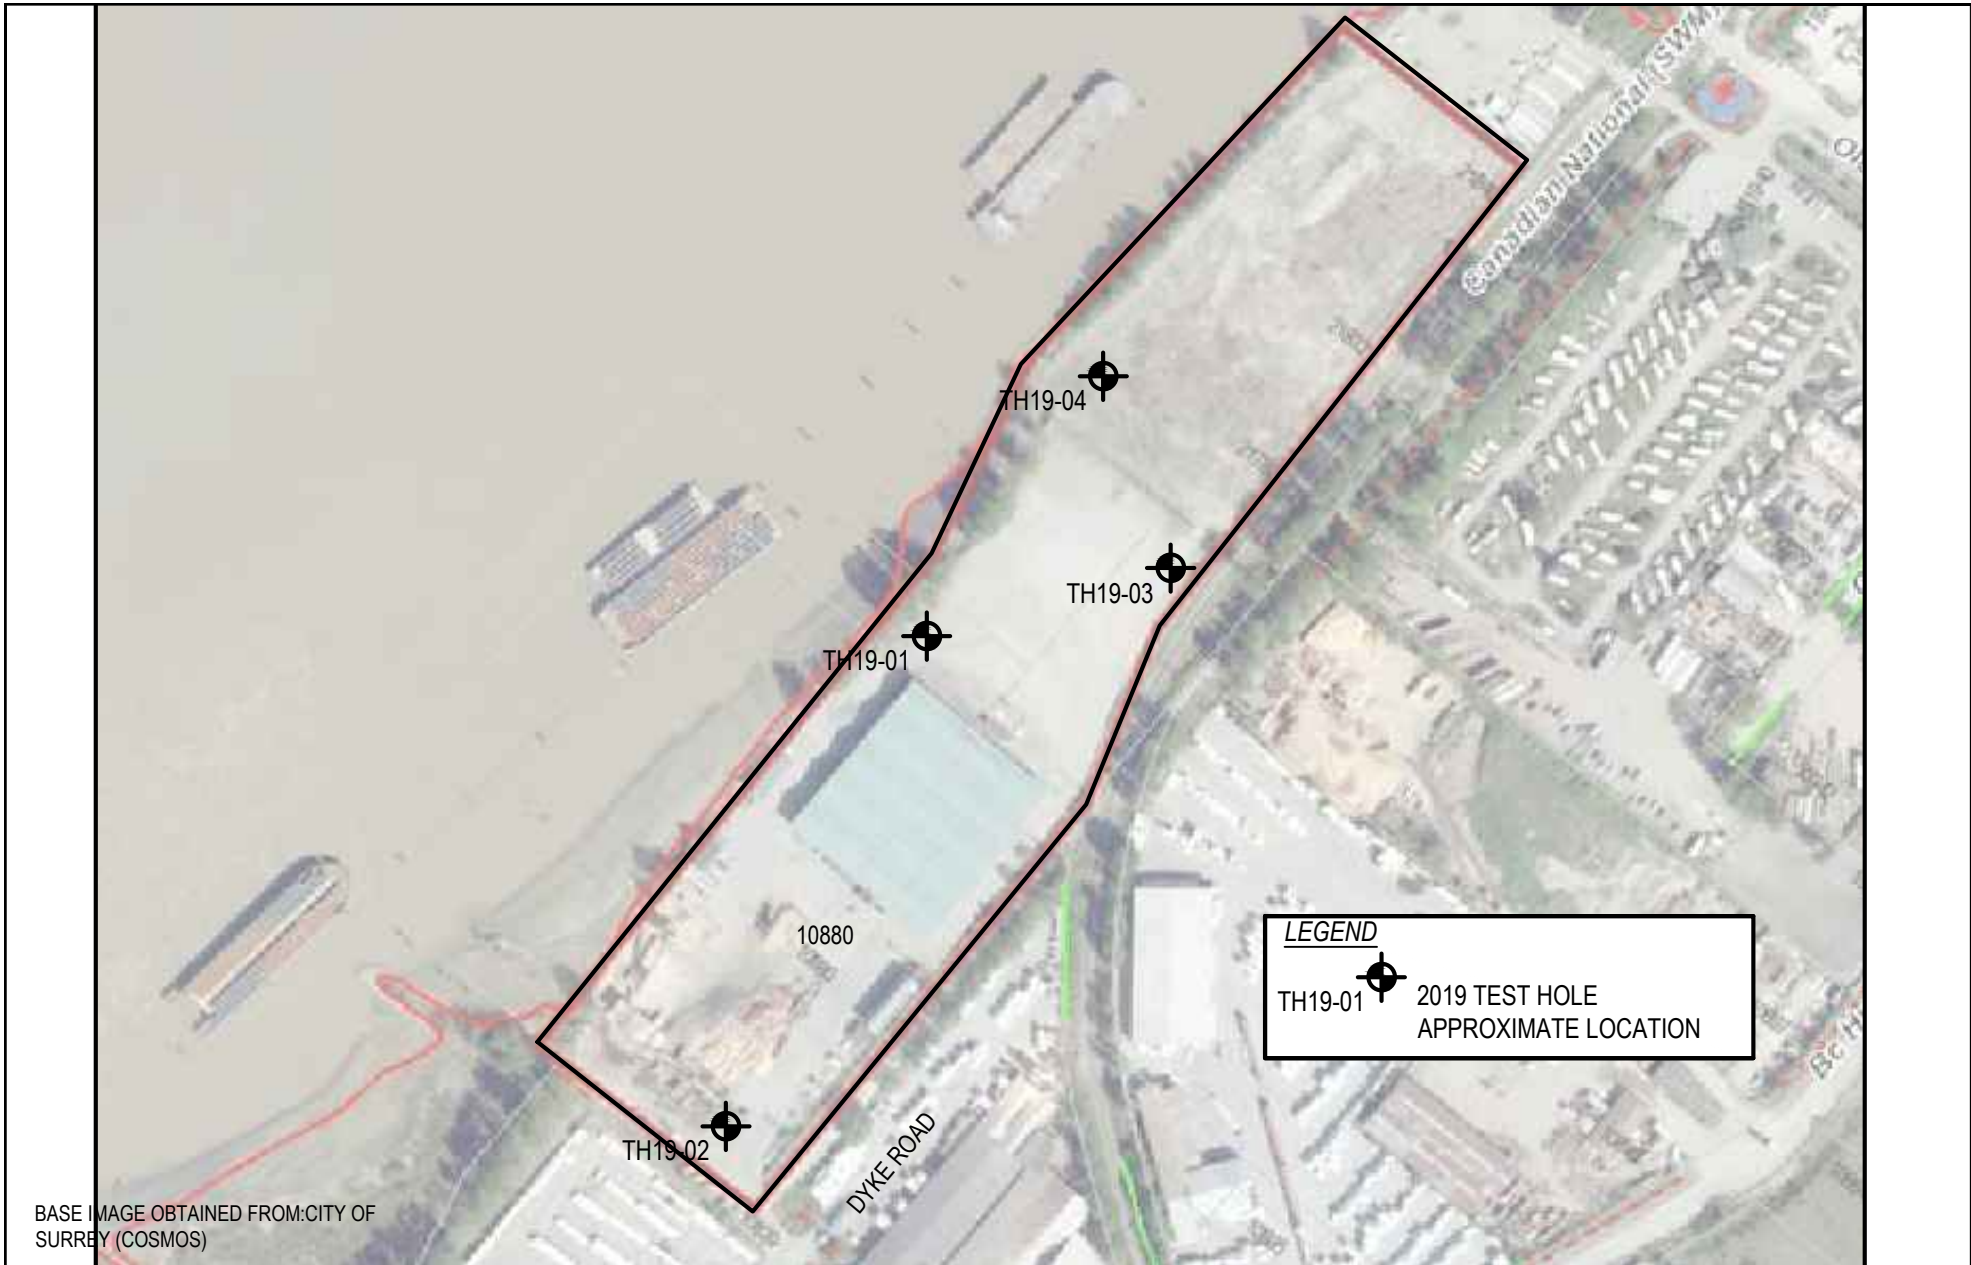 Canadian National (SWM)
TH19-04
TH19-03
TH19-01
10880
LEGEND
TH19-01
2019 TEST HOLE
APPROXIMATE LOCATION
TH19-02
DYKE ROAD
BASE IMAGE OBTAINED FROM:CITY OF
SURREY (COSMOS)